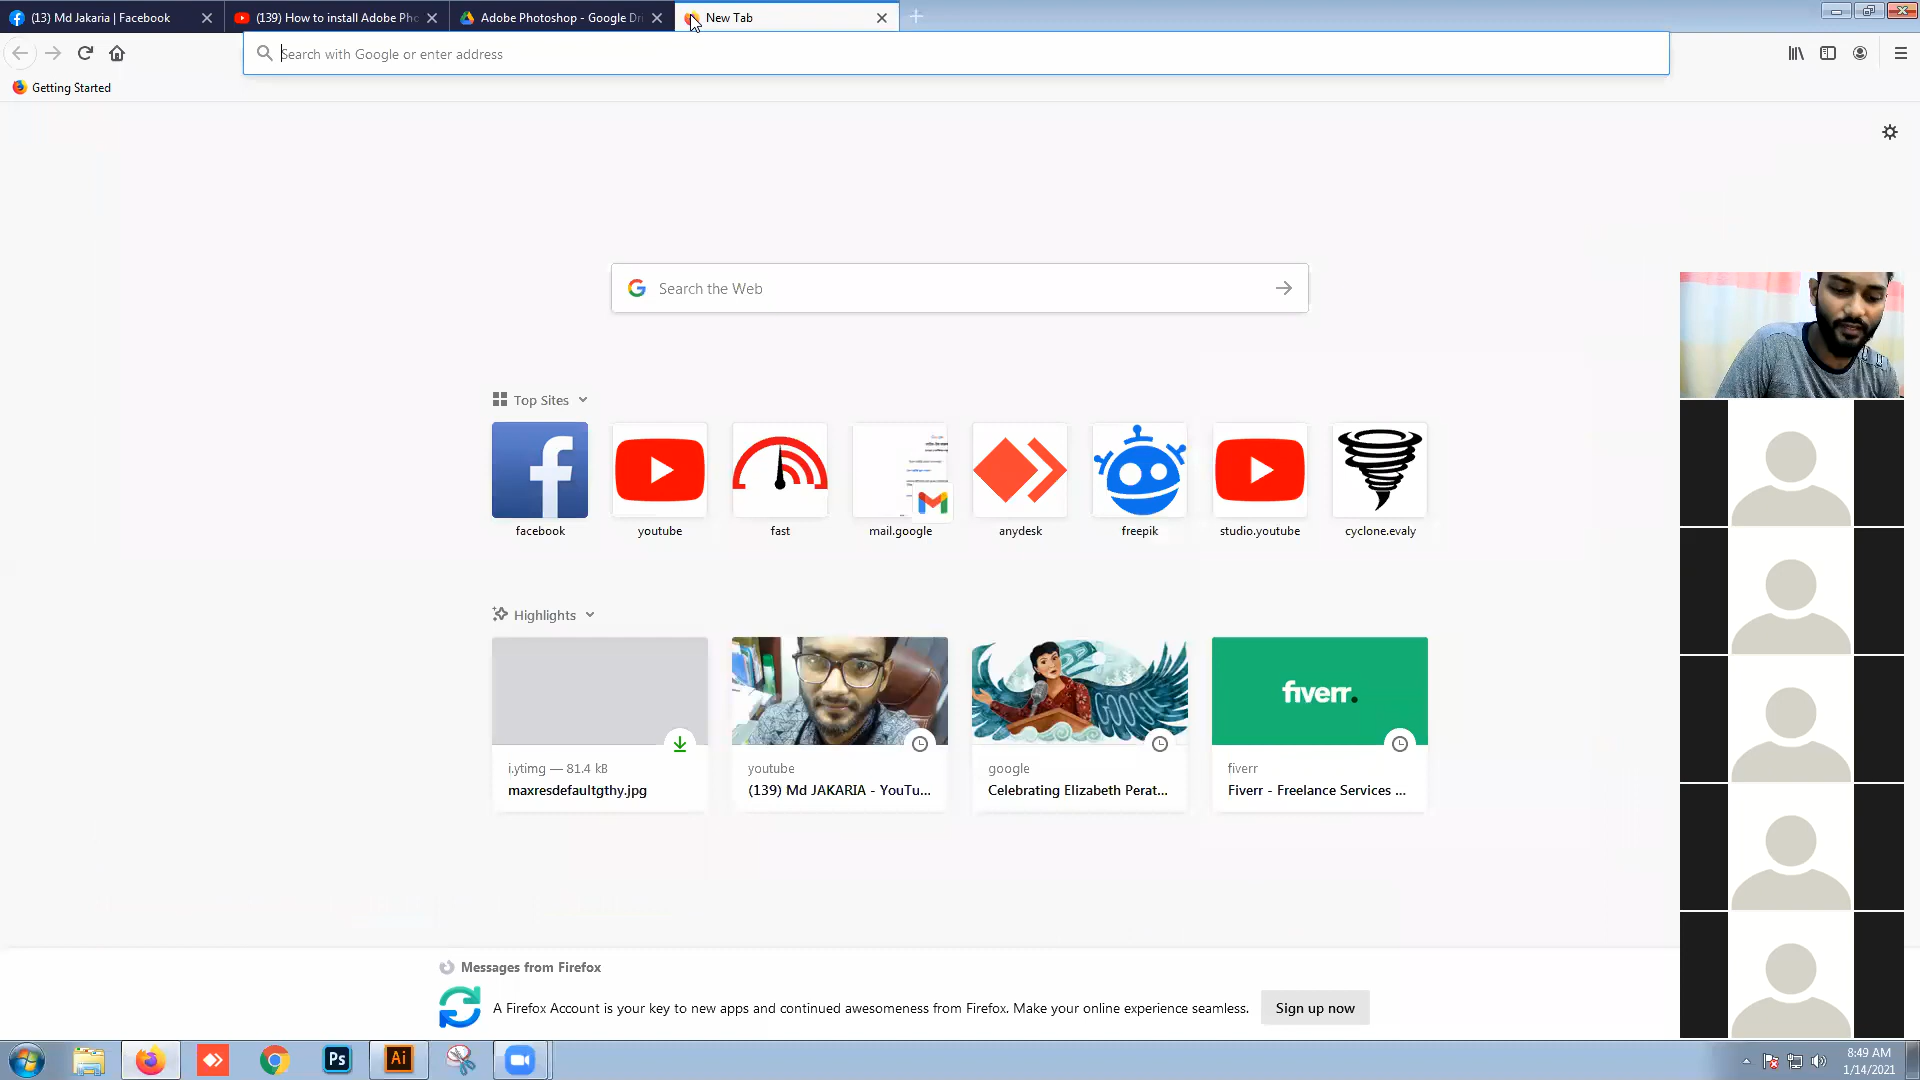 (13) Md Jakaria | Facebook
(139) How to install Adobe Pho
Adobe Photoshop - Google Dri
New Tab
Search with Google or enter address
Getting Started
Search the Web
Top Sites
facebook
youtube
fast
mail.google
anydesk
freepik
studio.youtube
cyclone.evaly
Highlights
fiverr.
i.ytimg — 81.4 kB
maxresdefaultgthy.jpg
youtube
(139) Md JAKARIA - YouTu...
google
Celebrating Elizabeth Perat...
fiverr
Fiverr - Freelance Services ...
Messages from Firefox
A Firefox Account is your key to new apps and continued awesomeness from Firefox. Make your online experience seamless.
Sign up now
Ps
Ai
8:49 AM
1/14/2021